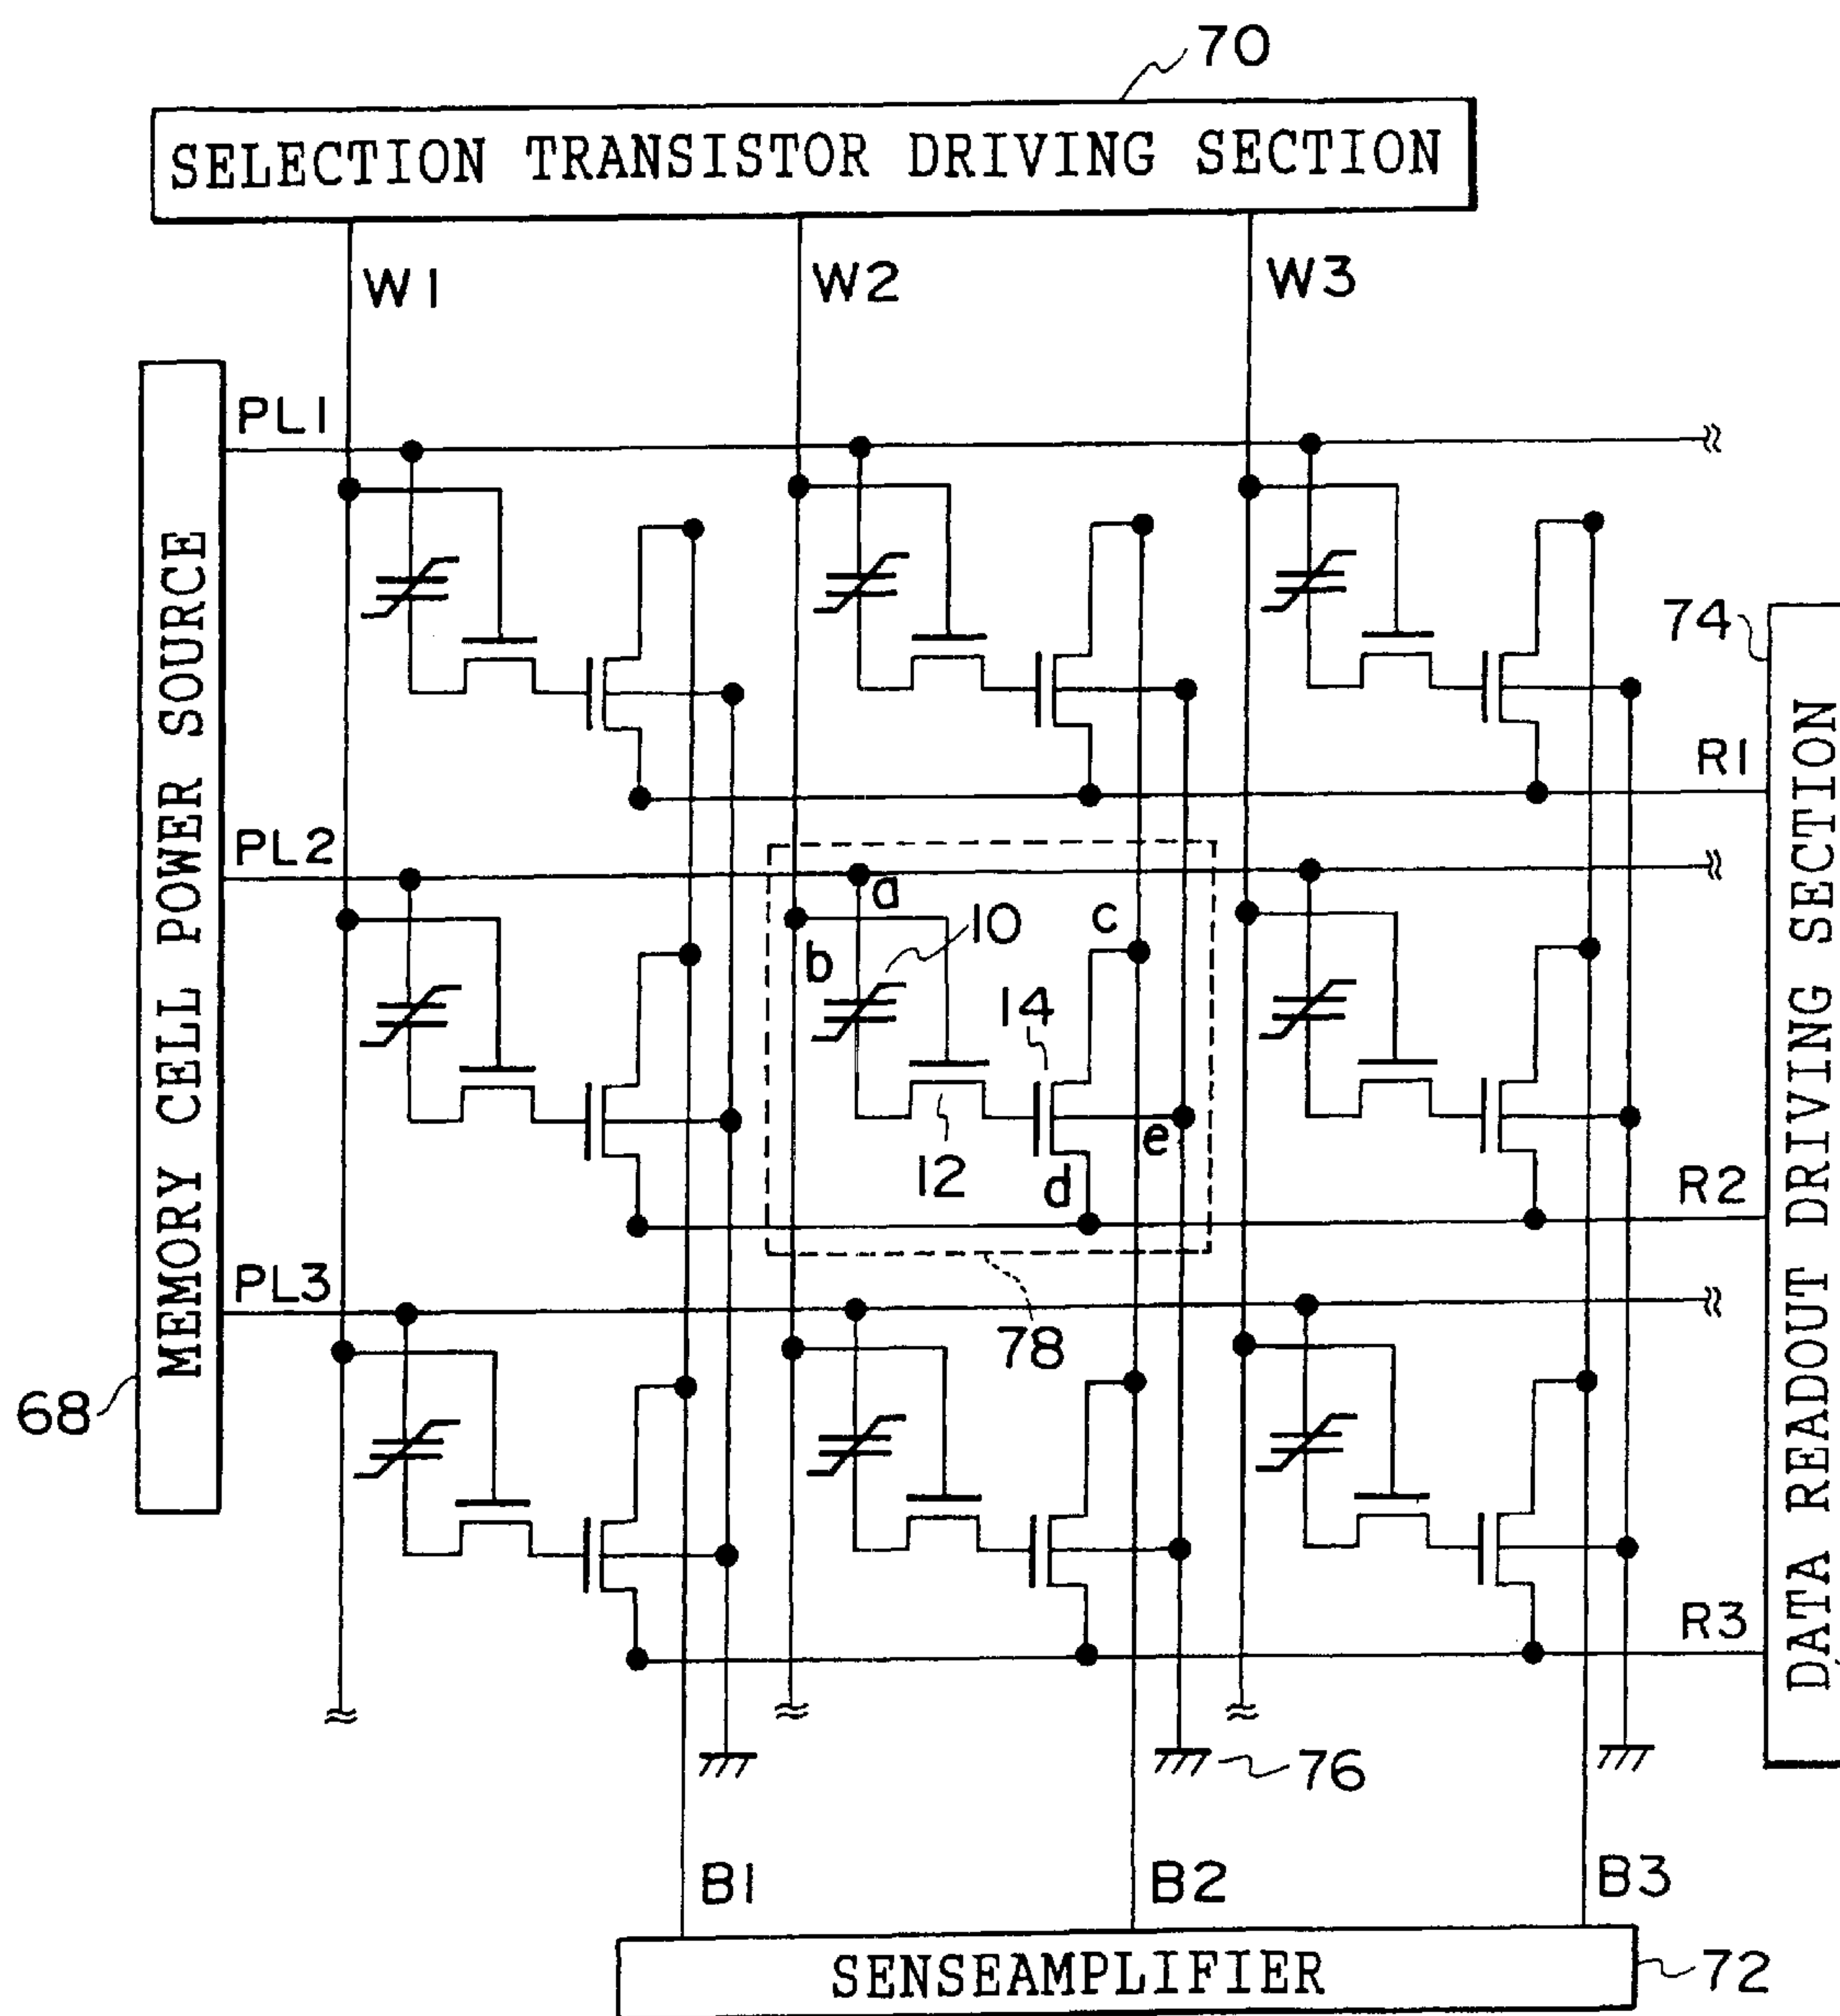 70
SELECTION TRANSISTOR DRIVING SECTION
W1
W2
W3
MEMORY CELL POWER SOURCE
68
PL1
74
DATA READOUT DRIVING SECTION
R1
PL2
a
b
10
c
14
12
d
e
R2
PL3
78
R3
76
B1
B2
B3
SENSEAMPLIFIER
72